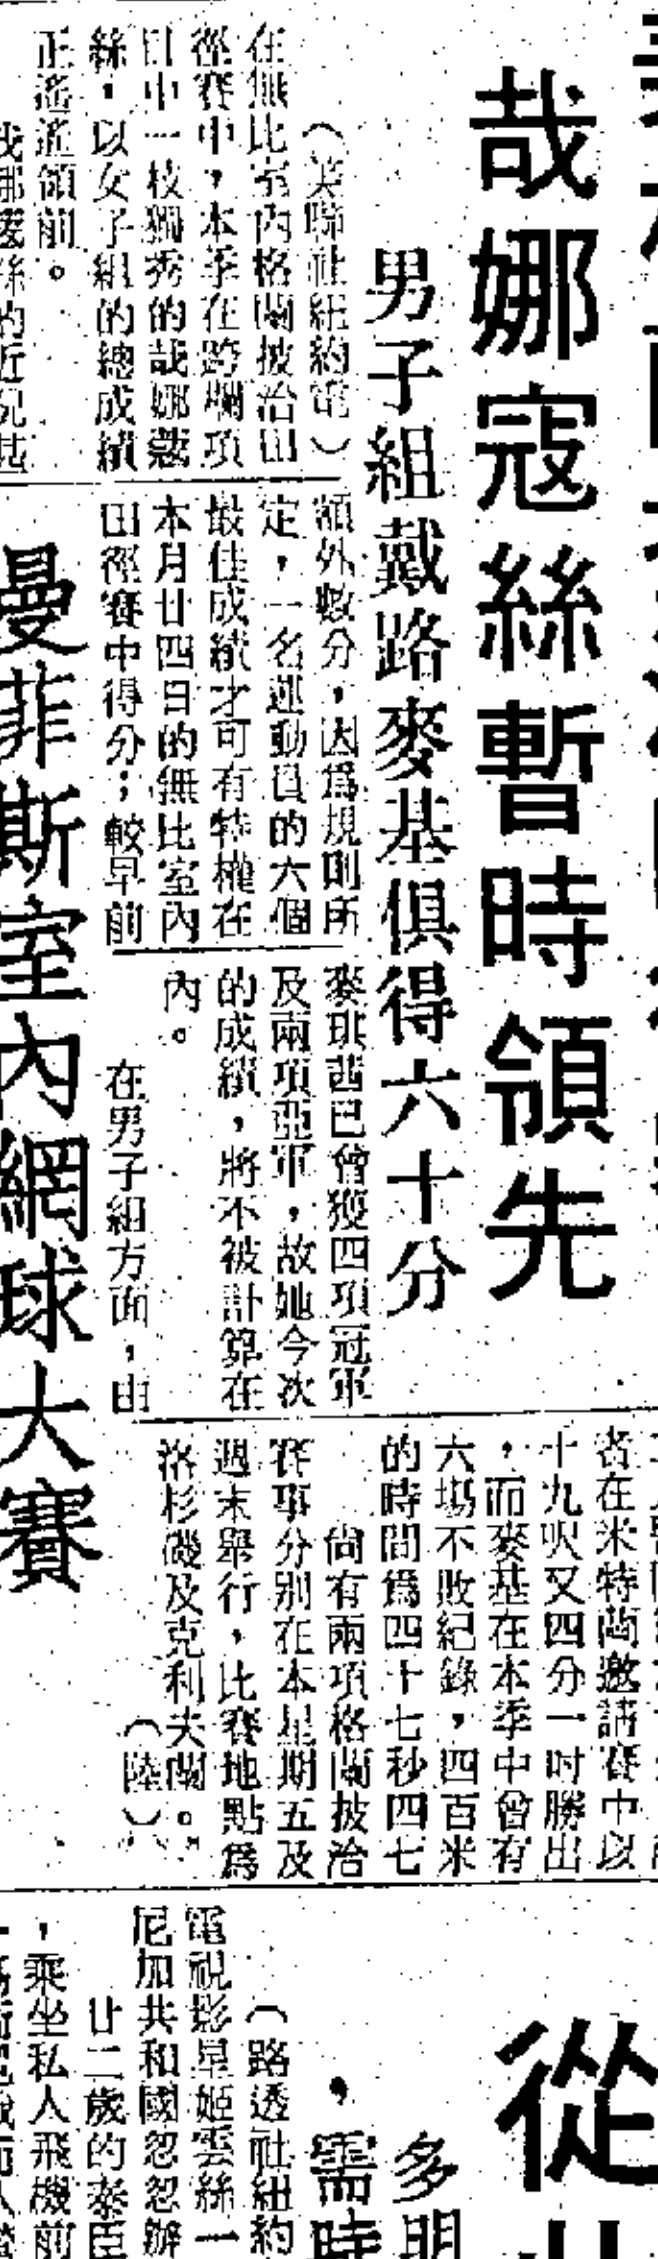 哉娜寇絲暫時領先
男子組戴路麥基俱得六十分
（美聯社紐約電）
在無比室內格蘭披治田
徑賽中，本季在跨欄項
目中一枝獨秀的哉娜蔻
絲，以女子組的總成績
正遙遙領前。
額外數分，因爲規則所
定，一名運動員的六個
最佳成績才可有特權在
本月廿四日的無比室內
田徑賽中得分；較早前
麥琪茜已曾獲四項冠軍
及兩項亞軍，故她今次
的成績，將不被計算在
內。
在男子組方面，由
者在米特蘭邀請賽中以
十九呎又四分一吋勝出
，而麥基在本季中曾有
六場不敗紀錄，四百米
的時間爲四十七秒四七
尚有兩項格蘭披治
賽事分別在本星期五及
週末舉行，比賽地點爲
洛杉磯及克利夫蘭。
（陸）
曼菲斯室內網球大賽
從
多明
，需時
（路透社紐約
電視影星姬雲絲一
尼加共和國忽忽辦
廿二歲的泰臣
，乘坐私人飛機前